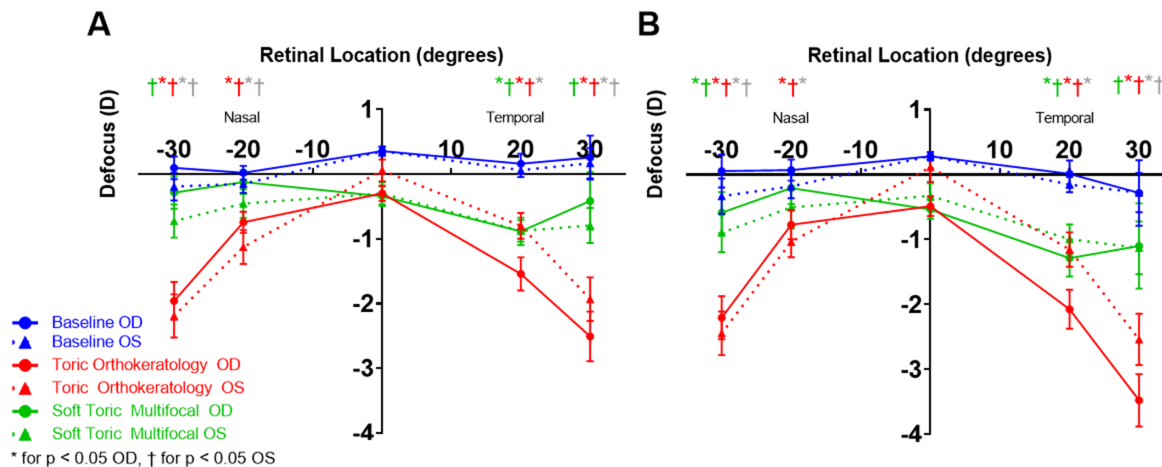 A
Retinal Location (degrees)
†*†*† *†*† *†*†* †*†*†
Defocus (D)
Nasal
Temporal
1
-30 -20 -10 10 20 30
-1
-2
-3
-4
B
Retinal Location (degrees)
*†*†*† *†* *†*†* †*†*†
Defocus (D)
Nasal
Temporal
1
-30 -20 -10 10 20 30
-1
-2
-3
-4
Baseline OD
Baseline OS
Toric Orthokeratology OD
Toric Orthokeratology OS
Soft Toric Multifocal OD
Soft Toric Multifocal OS
* for p < 0.05 OD, † for p < 0.05 OS